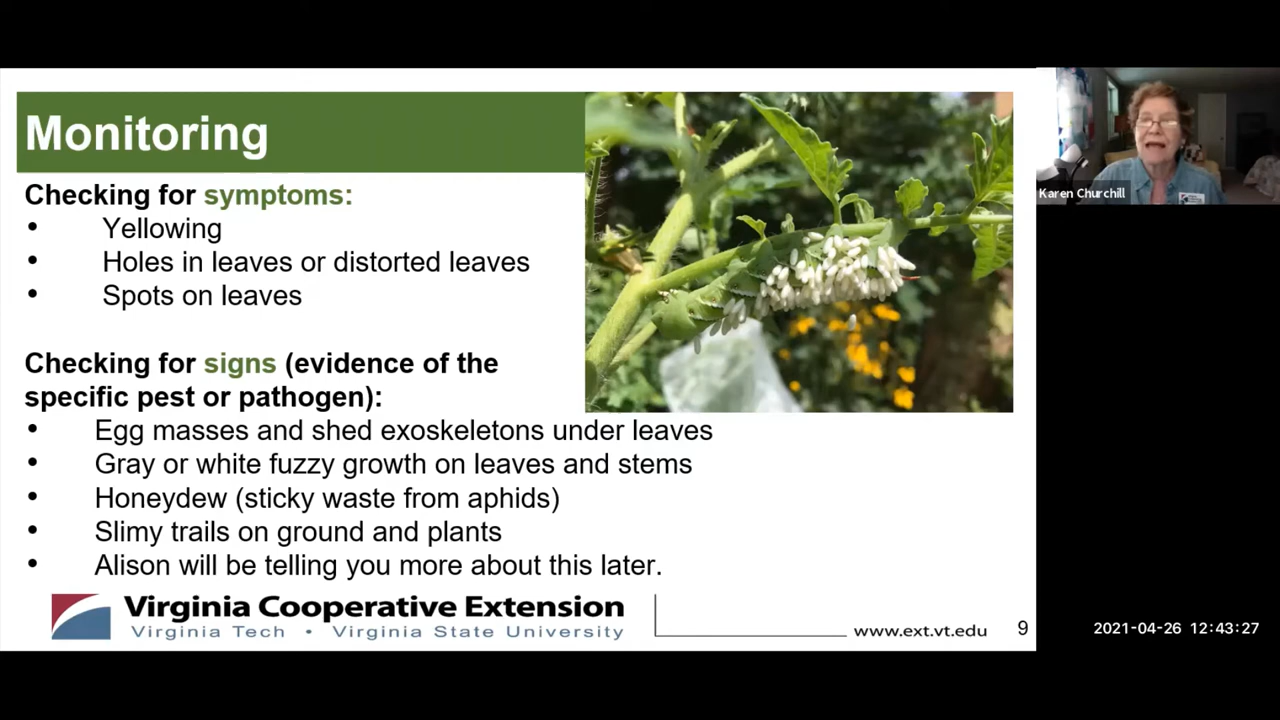 Monitoring
Checking for symptoms:
• Yellowing
• Holes in leaves or distorted leaves
• Spots on leaves
Checking for signs (evidence of the
specific pest or pathogen):
• Egg masses and shed exoskeletons under leaves
• Gray or white fuzzy growth on leaves and stems
• Honeydew (sticky waste from aphids)
• Slimy trails on ground and plants
• Alison will be telling you more about this later.
Virginia Cooperative Extension
Virginia Tech • Virginia State University
www.ext.vt.edu
9
Karen Churchill
2021-04-26 12:43:27